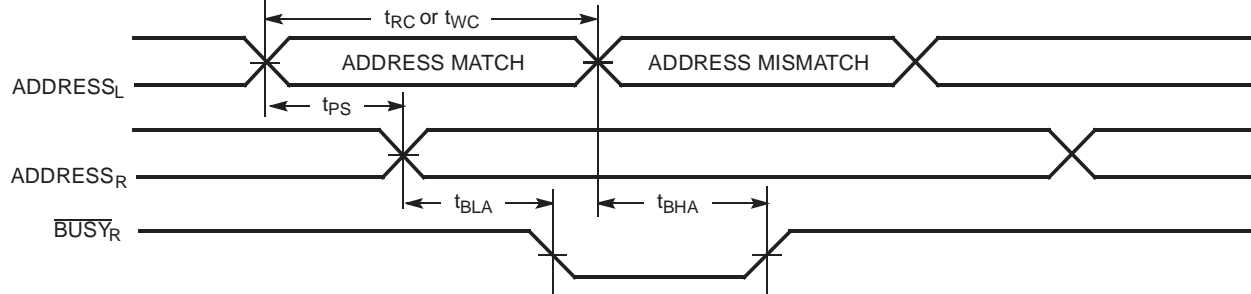 tRC or tWC
ADDRESS MATCH
ADDRESS MISMATCH
ADDRESSL
tPS
ADDRESSR
tBLA
tBHA
BUSYR